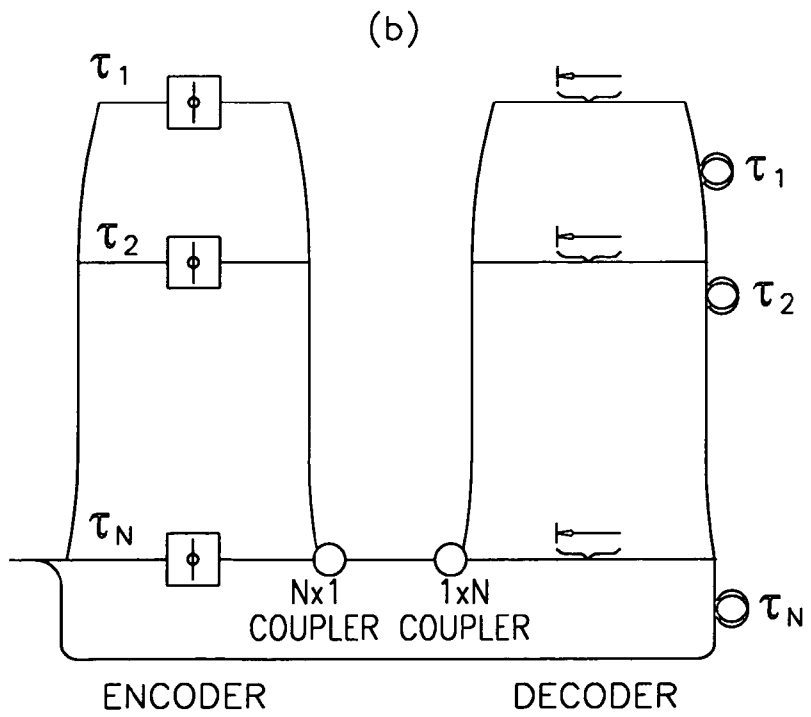 (b)
τ1
τ1
τ2
τ2
τN
Nx1 1xN
COUPLER COUPLER
τN
ENCODER DECODER